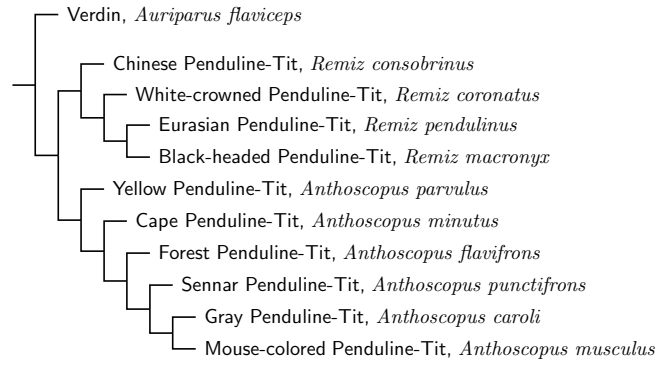 Verdin, Auriparus flaviceps
Chinese Penduline-Tit, Remiz consobrinus
White-crowned Penduline-Tit, Remiz coronatus
Eurasian Penduline-Tit, Remiz pendulinus
Black-headed Penduline-Tit, Remiz macronyx
Yellow Penduline-Tit, Anthoscopus parvulus
Cape Penduline-Tit, Anthoscopus minutus
Forest Penduline-Tit, Anthoscopus flavifrons
Sennar Penduline-Tit, Anthoscopus punctifrons
Gray Penduline-Tit, Anthoscopus caroli
Mouse-colored Penduline-Tit, Anthoscopus musculus